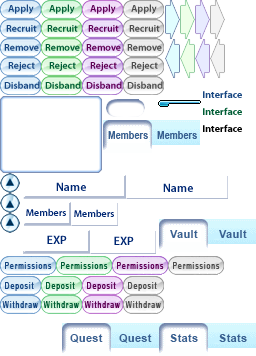 Apply Apply Apply Apply
Recruit Recruit Recruit Recruit
Remove Remove Remove Remove
Reject Reject Reject Reject
Disband Disband Disband Disband
Interface
Interface
Interface
Members Members
Name Name
Members Members
EXP EXP
Vault Vault
Permissions Permissions Permissions Permissions
Deposit Deposit Deposit Deposit
Withdraw Withdraw Withdraw Withdraw
Quest Quest Stats Stats